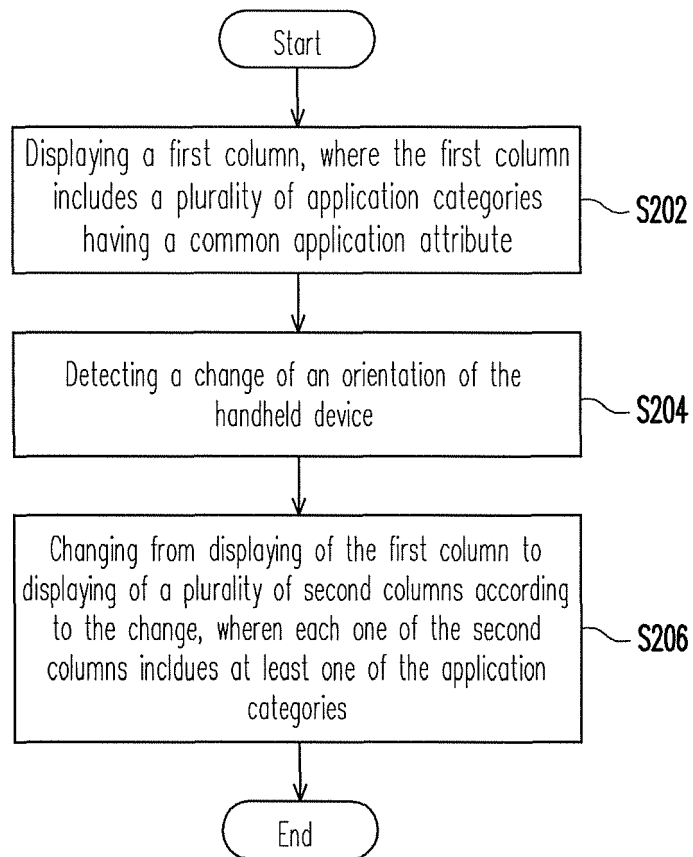 Start
Displaying a first column, where the first column
includes a plurality of application categories
having a common application attribute
S202
Detecting a change of an orientation of the
handheld device
S204
Changing from displaying of the first column to
displaying of a plurality of second columns according
to the change, wheren each one of the second
columns incldues at least one of the application
categories
S206
End